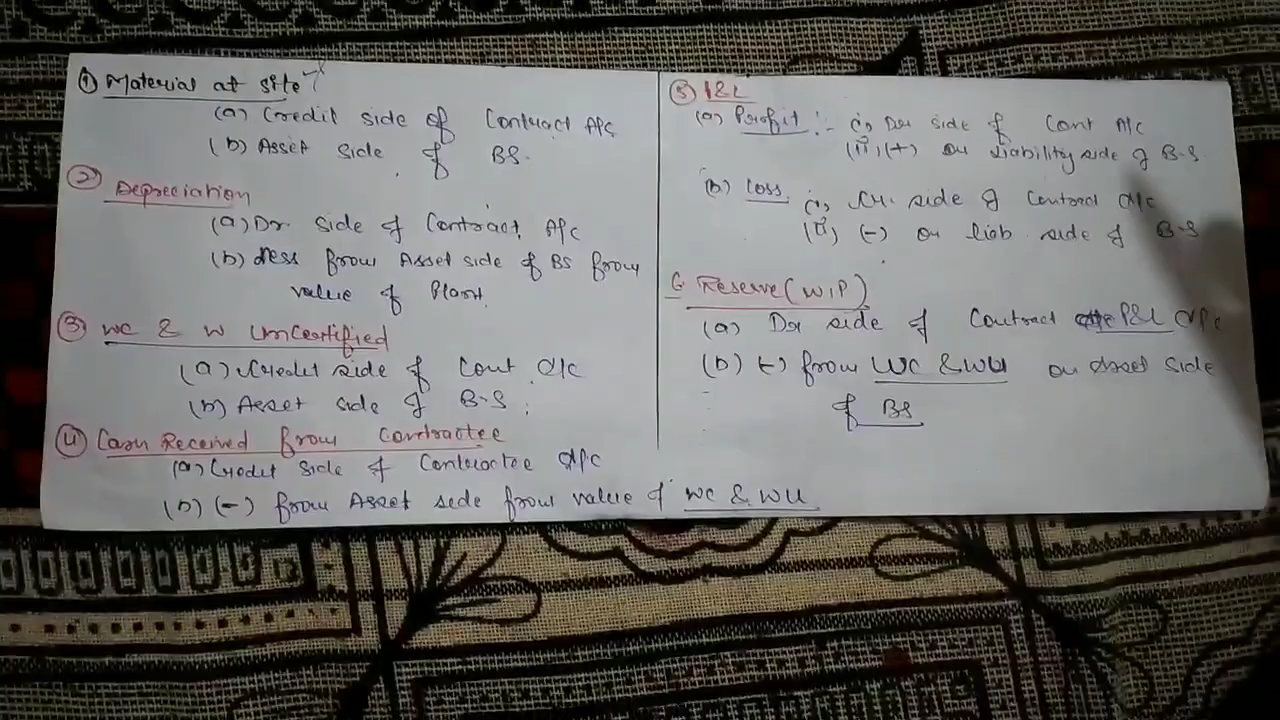 ① Material at site
(a) Credit side of Contract A/c
(b) Asset side of BS.
② Depreciation
(a) Dr side of Contract A/c
(b) Less from Asset side of BS from
value of Plant.
③ WC & W Uncertified
(a) Credit side of Cont a/c
(b) Asset side of B-S.
④ Cash Received from Contractee
(a) Credit side of Contractee A/c
(b) (-) from Asset side from value of WC & WU
⑤ P&L
(a) Profit :- (i) Dr side of Cont A/c
(ii) (+) on liability side of B-S.
(b) Loss (i) Cr. side of Contract A/c
(ii) (-) on liab side of B-S
6 Reserve (WIP)
(a) Dr side of Contract P&L A/c
(b) (-) from WC & WU on Asset side
of BS